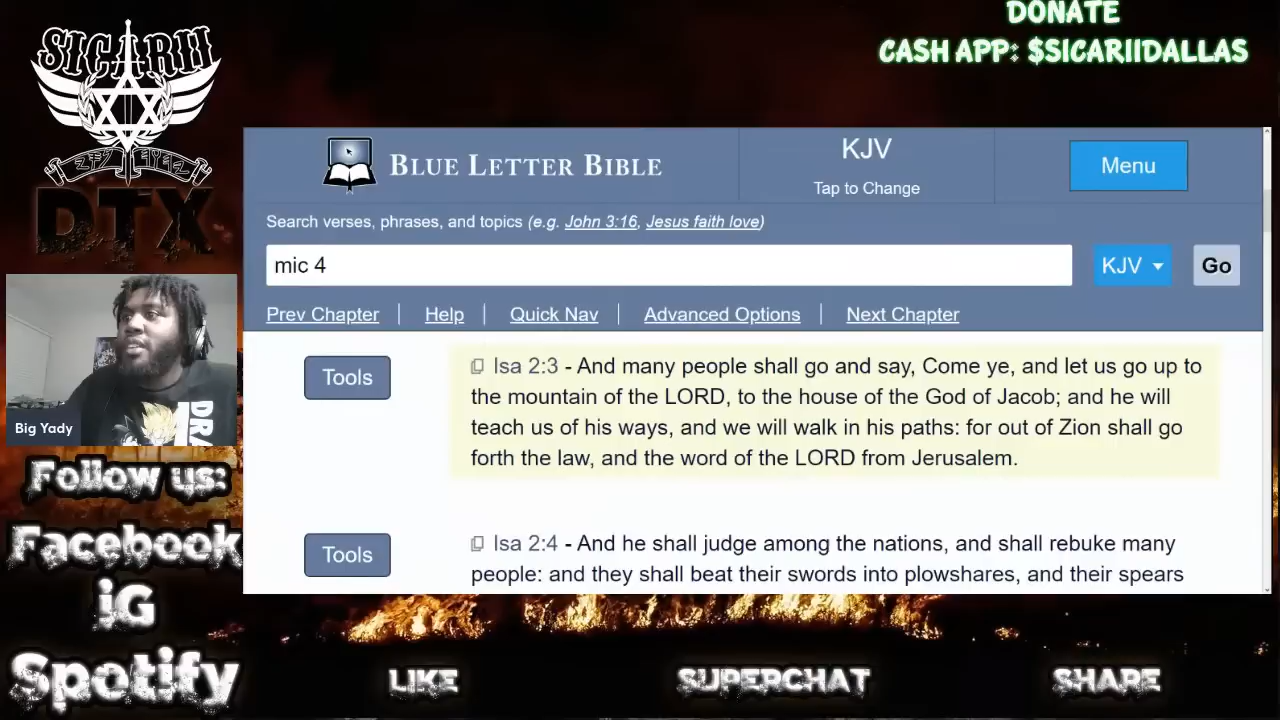 SICARII
DTX
DONATE
CASH APP: $SICARIIDALLAS
BLUE LETTER BIBLE
KJV
Tap to Change
Menu
Search verses, phrases, and topics (e.g. John 3:16, Jesus faith love)
mic 4
KJV
Go
Prev Chapter
Help
Quick Nav
Advanced Options
Next Chapter
Tools
Isa 2:3 - And many people shall go and say, Come ye, and let us go up to
the mountain of the LORD, to the house of the God of Jacob; and he will
teach us of his ways, and we will walk in his paths: for out of Zion shall go
forth the law, and the word of the LORD from Jerusalem.
Tools
Isa 2:4 - And he shall judge among the nations, and shall rebuke many
people: and they shall beat their swords into plowshares, and their spears
Big Yady
Follow us:
Facebook
iG
Spotify
LIKE
SUPERCHAT
SHARE